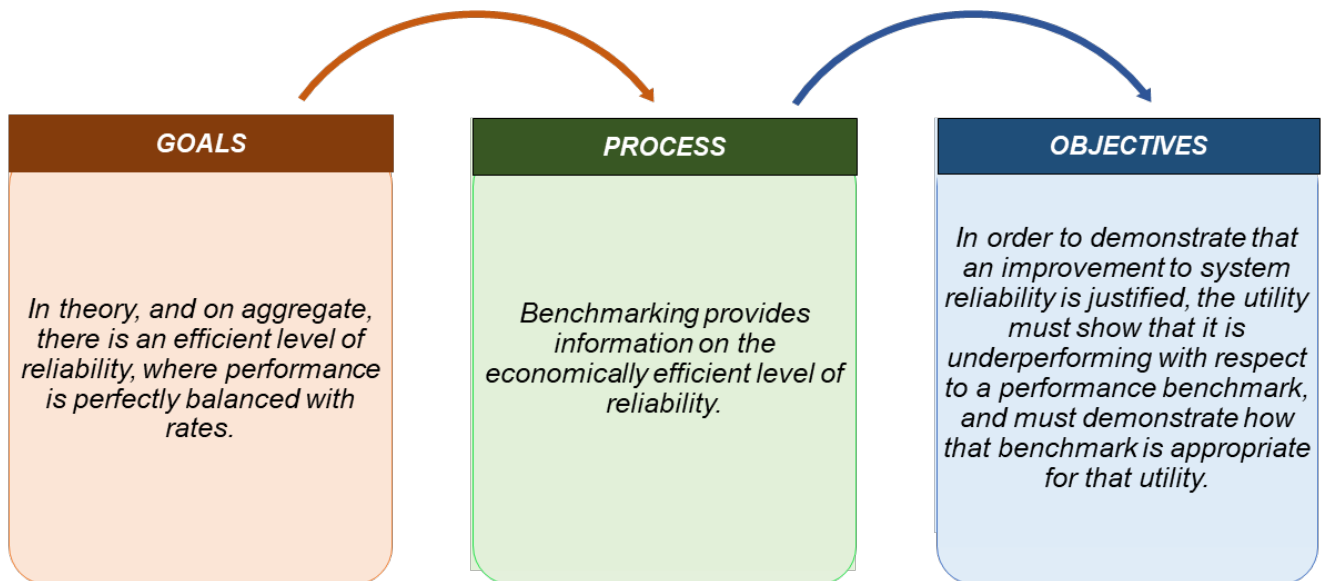 GOALS
In theory, and on aggregate,
there is an efficient level of
reliability, where performance
is perfectly balanced with
rates.
PROCESS
Benchmarking provides
information on the
economically efficient level of
reliability.
OBJECTIVES
In order to demonstrate that
an improvement to system
reliability is justified, the utility
must show that it is
underperforming with respect
to a performance benchmark,
and must demonstrate how
that benchmark is appropriate
for that utility.